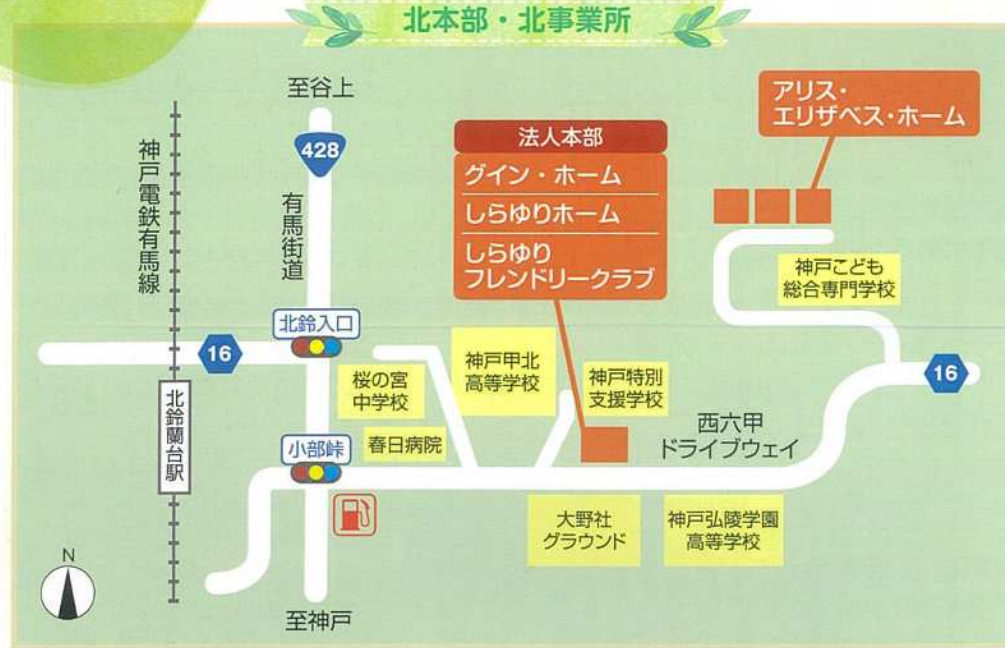 北本部・北事業所
至谷上
428
有馬街道
神戸電鉄有馬線
法人本部
グイン・ホーム
しらゆりホーム
しらゆり
フレンドリークラブ
アリス・
エリザベス・ホーム
神戸こども
総合専門学校
北鈴入口
16
北鈴蘭台駅
桜の宮
中学校
神戸甲北
高等学校
神戸特別
支援学校
16
小部峠
春日病院
西六甲
ドライブウェイ
大野社
グラウンド
神戸弘陵学園
高等学校
N
至神戸